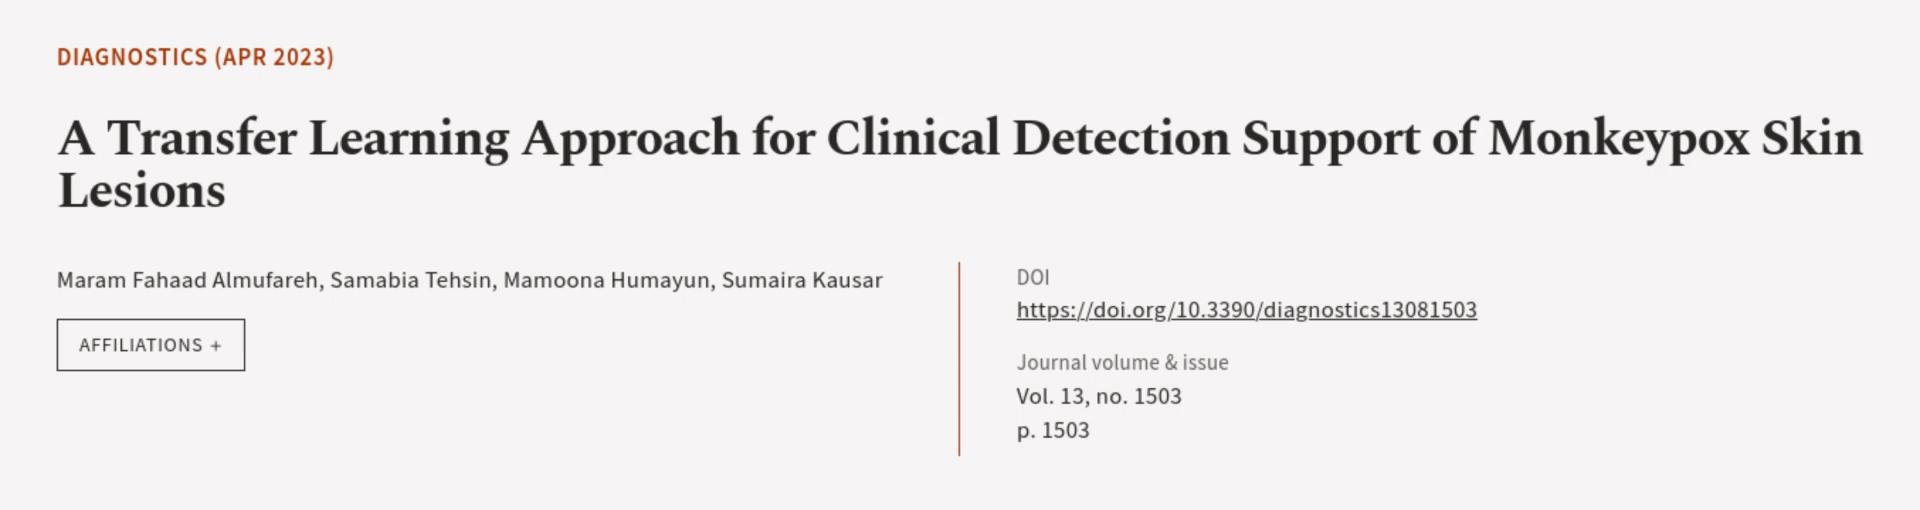 DIAGNOSTICS (APR 2023)
A Transfer Learning Approach for Clinical Detection Support of Monkeypox Skin
Lesions
Maram Fahaad Almufareh, Samabia Tehsin, Mamoona Humayun, Sumaira Kausar
AFFILIATIONS +
DOI
https://doi.org/10.3390/diagnostics13081503
Journal volume & issue
Vol. 13, no. 1503
p. 1503